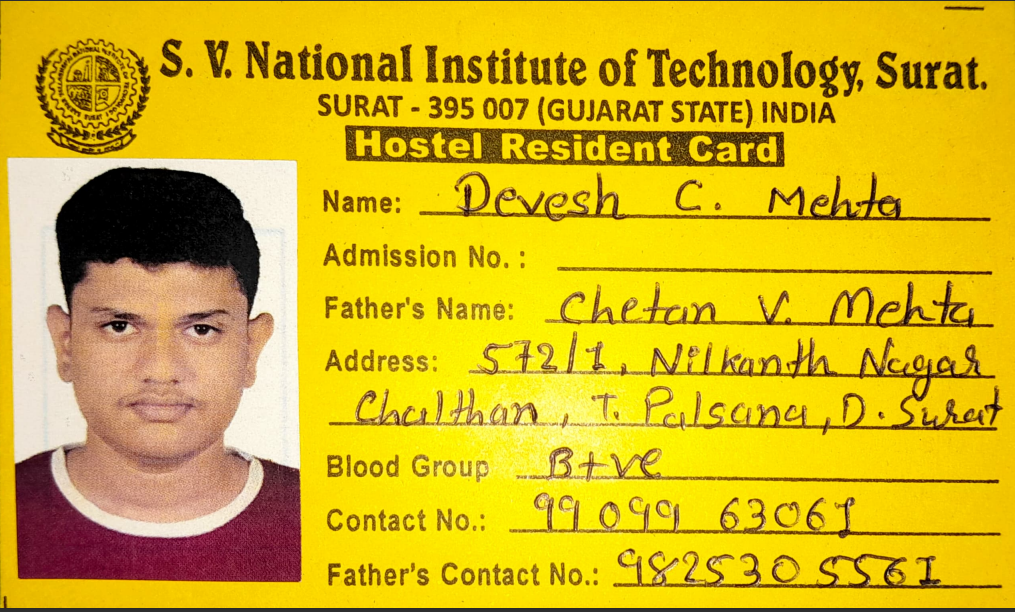 S. V. National Institute of Technology, Surat.
SURAT - 395 007 (GUJARAT STATE) INDIA
Hostel Resident Card
Name: Devesh C. Mehta
Admission No. :
Father's Name: Chetan V. Mehta
Address: 572/1, Nilkanth Nagar
Chalthan, T. Palsana, D. Surat
Blood Group B+ve
Contact No.: 99099 63061
Father's Contact No.: 9825305561